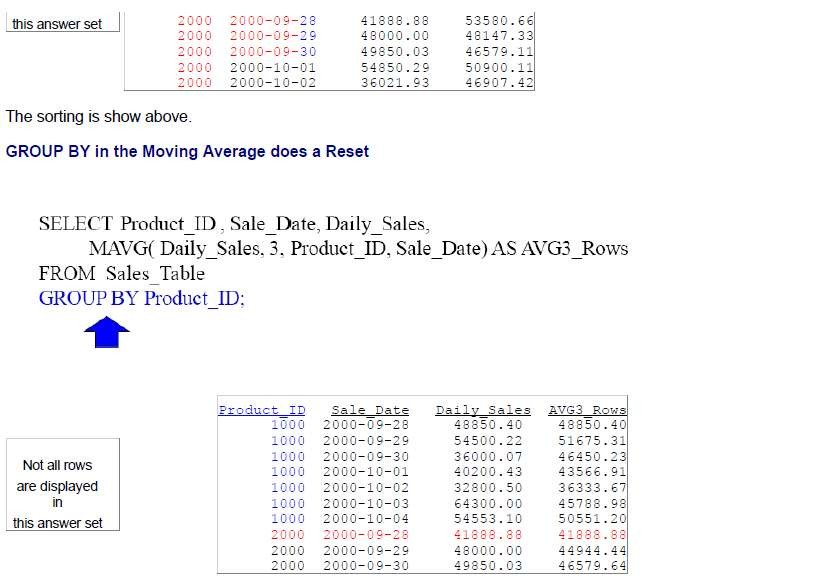 this answer set
2000 2000-09-28 41888.88 53580.66
2000 2000-09-29 48000.00 48147.33
2000 2000-09-30 49850.03 46579.11
2000 2000-10-01 54850.29 50900.11
2000 2000-10-02 36021.93 46907.42
The sorting is show above.
GROUP BY in the Moving Average does a Reset
SELECT Product_ID , Sale_Date, Daily_Sales,
MAVG( Daily_Sales, 3, Product_ID, Sale_Date) AS AVG3_Rows
FROM Sales_Table
GROUP BY Product_ID;
Product_ID Sale_Date Daily_Sales AVG3_Rows
1000 2000-09-28 48850.40 48850.40
1000 2000-09-29 54500.22 51675.31
1000 2000-09-30 36000.07 46450.23
1000 2000-10-01 40200.43 43566.91
1000 2000-10-02 32800.50 36333.67
1000 2000-10-03 64300.00 45788.98
1000 2000-10-04 54553.10 50551.20
2000 2000-09-28 41888.88 41888.88
2000 2000-09-29 48000.00 44944.44
2000 2000-09-30 49850.03 46579.64
Not all rows
are displayed
in
this answer set